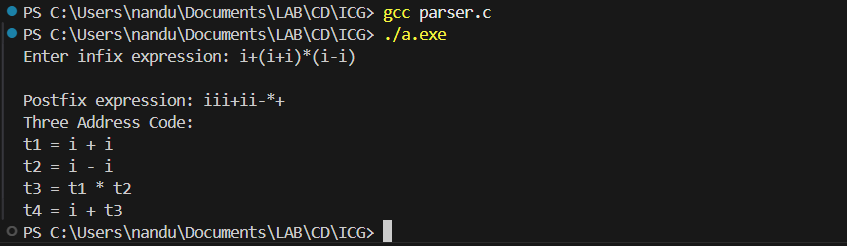 PS C:\Users\nandu\Documents\LAB\CD\ICG> gcc parser.c
PS C:\Users\nandu\Documents\LAB\CD\ICG> ./a.exe
Enter infix expression: i+(i+i)*(i-i)
Postfix expression: iii+ii-*+
Three Address Code:
t1 = i + i
t2 = i - i
t3 = t1 * t2
t4 = i + t3
PS C:\Users\nandu\Documents\LAB\CD\ICG>